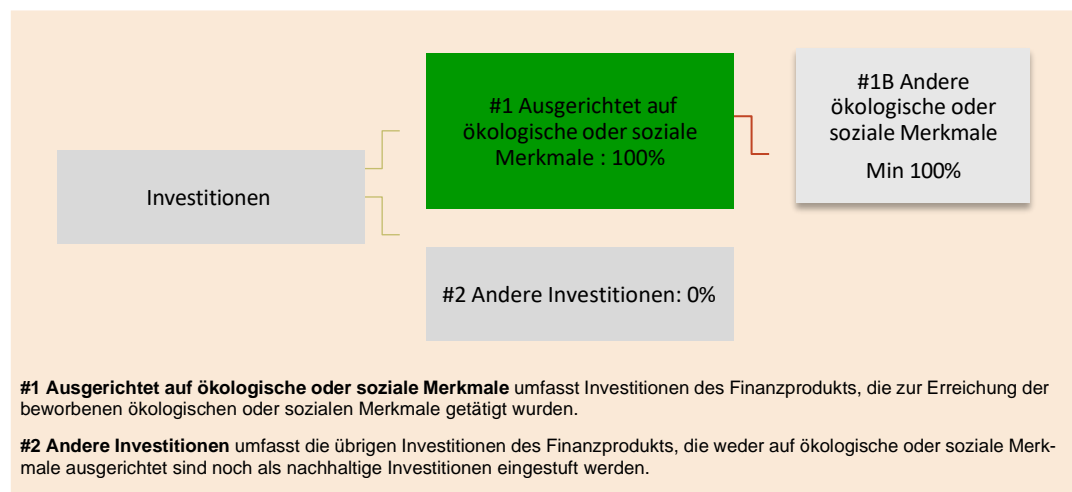 Investitionen
#1 Ausgerichtet auf
ökologische oder soziale
Merkmale : 100%
#1B Andere
ökologische oder
soziale Merkmale
Min 100%
#2 Andere Investitionen: 0%
#1 Ausgerichtet auf ökologische oder soziale Merkmale umfasst Investitionen des Finanzprodukts, die zur Erreichung der
beworbenen ökologischen oder sozialen Merkmale getätigt wurden.
#2 Andere Investitionen umfasst die übrigen Investitionen des Finanzprodukts, die weder auf ökologische oder soziale Merk-
male ausgerichtet sind noch als nachhaltige Investitionen eingestuft werden.